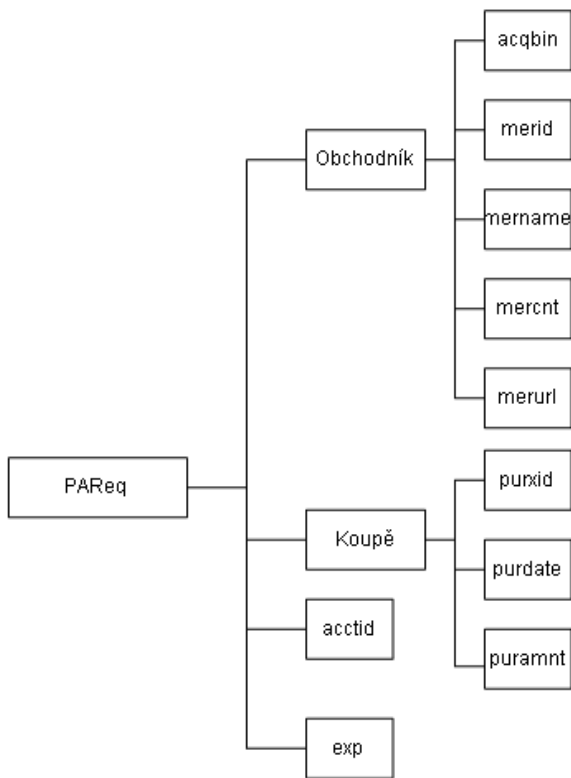 acqbin
merid
Obchodník
mername
mercnt
merurl
PAReq
purxid
Koupě
purdate
acctid
puramnt
exp